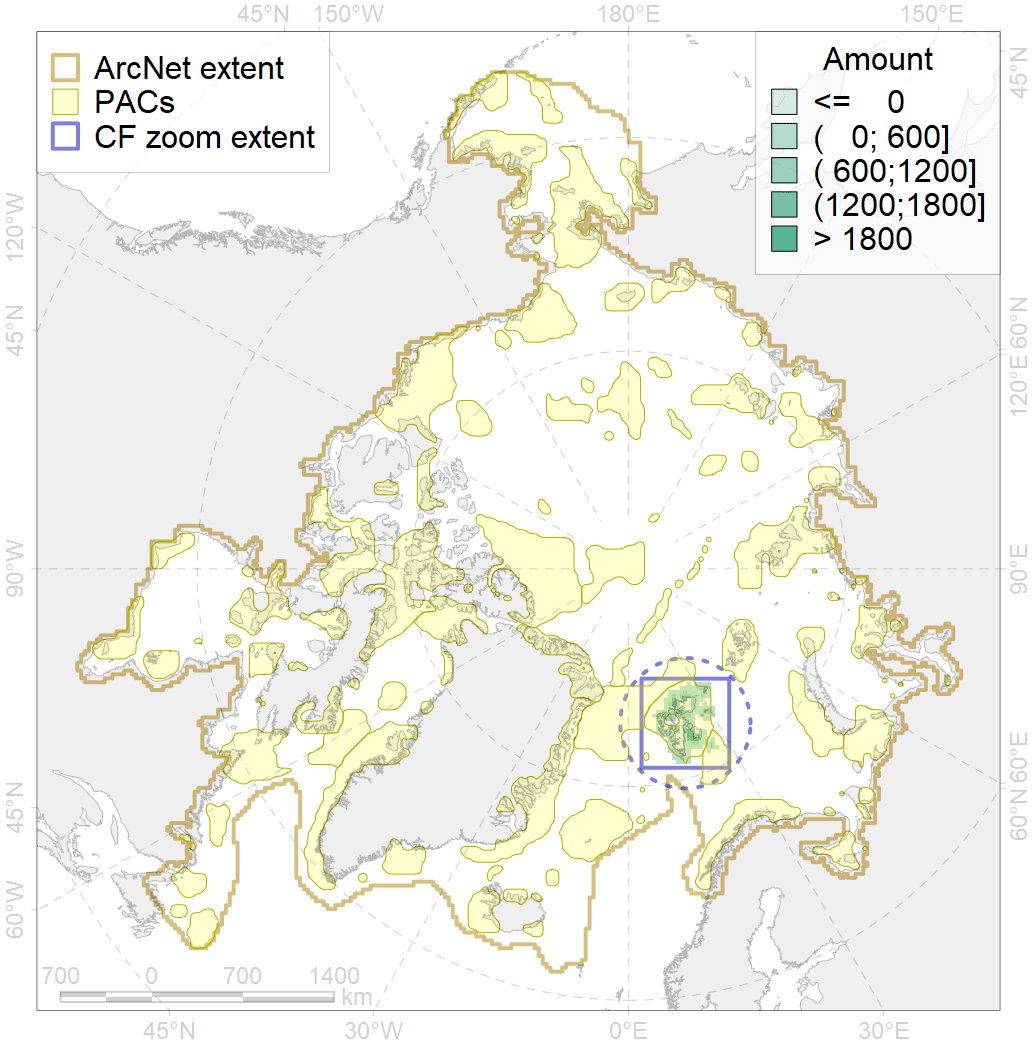 45°N 150°W 180°E 150°E
ArcNet extent
PACs
CF zoom extent
Amount
<= 0
( 0; 600]
( 600;1200]
(1200;1800]
> 1800
45°N
120°W
45°N
60°N
120°E
90°W
90°E
45°N
60°E
60°N
60°W
700 0 700 1400
km
45°N 30°W 0°E 30°E